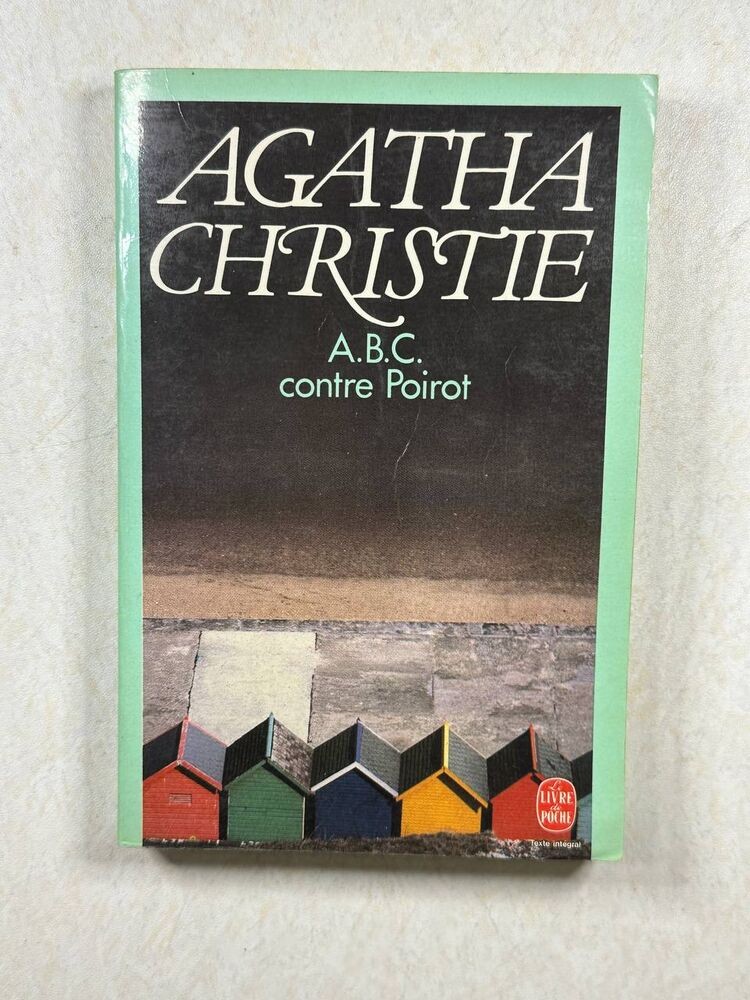 AGATHA
CHRISTIE
A.B.C.
contre Poirot
Le
LIVRE
de
POCHE
Texte intégral